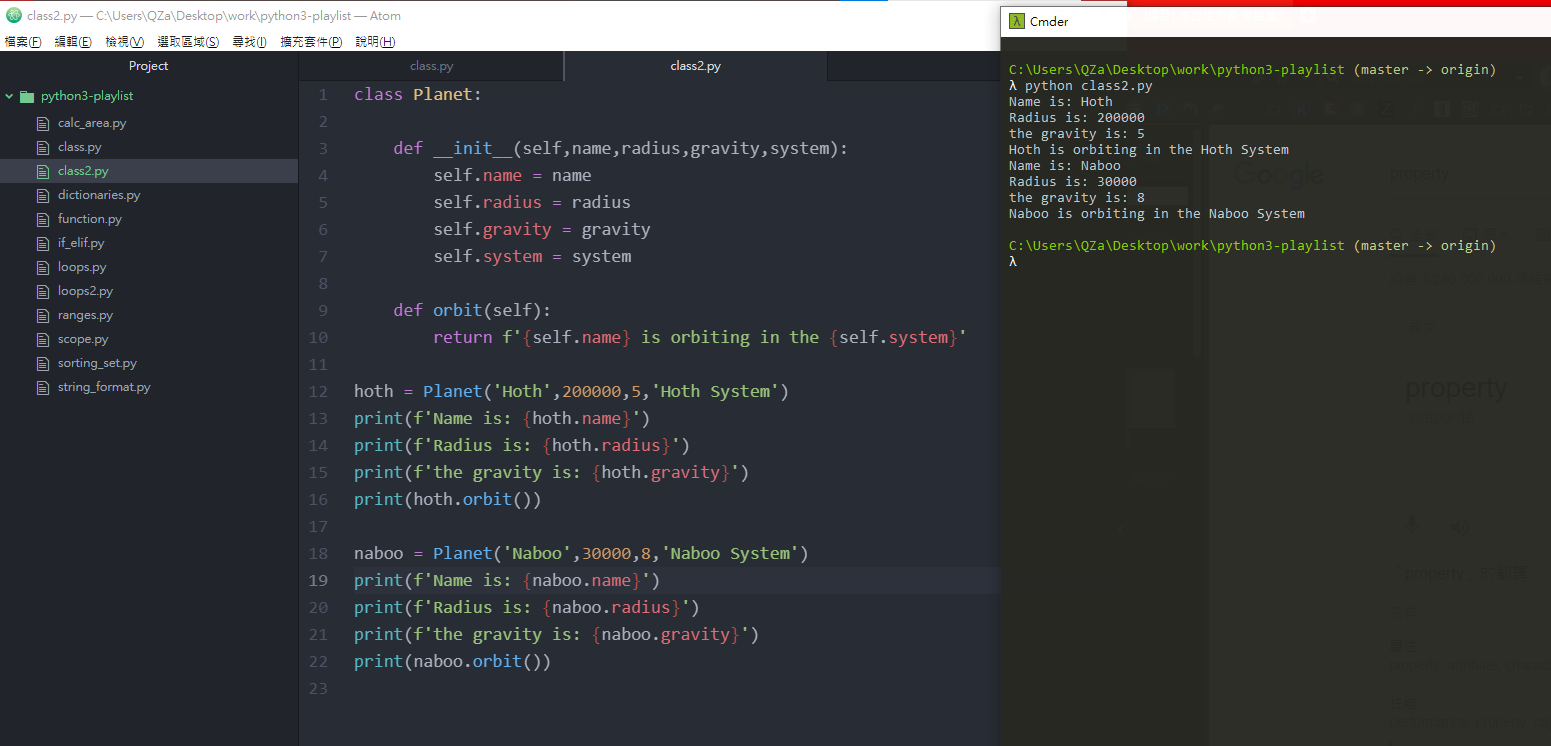 class2.py — C:\Users\QZa\Desktop\work\python3-playlist — Atom
檔案(F) 編輯(E) 檢視(V) 選取區域(S) 尋找(I) 擴充套件(P) 說明(H)
Project
python3-playlist
calc_area.py
class.py
class2.py
dictionaries.py
function.py
if_elif.py
loops.py
loops2.py
ranges.py
scope.py
sorting_set.py
string_format.py
class.py
class2.py
1 class Planet:
2
3     def __init__(self,name,radius,gravity,system):
4         self.name = name
5         self.radius = radius
6         self.gravity = gravity
7         self.system = system
8
9     def orbit(self):
10         return f'{self.name} is orbiting in the {self.system}'
11
12 hoth = Planet('Hoth',200000,5,'Hoth System')
13 print(f'Name is: {hoth.name}')
14 print(f'Radius is: {hoth.radius}')
15 print(f'the gravity is: {hoth.gravity}')
16 print(hoth.orbit())
17
18 naboo = Planet('Naboo',30000,8,'Naboo System')
19 print(f'Name is: {naboo.name}')
20 print(f'Radius is: {naboo.radius}')
21 print(f'the gravity is: {naboo.gravity}')
22 print(naboo.orbit())
23
λ Cmder
C:\Users\QZa\Desktop\work\python3-playlist (master -> origin)
λ python class2.py
Name is: Hoth
Radius is: 200000
the gravity is: 5
Hoth is orbiting in the Hoth System
Name is: Naboo
Radius is: 30000
the gravity is: 8
Naboo is orbiting in the Naboo System
C:\Users\QZa\Desktop\work\python3-playlist (master -> origin)
λ
Google
property
property